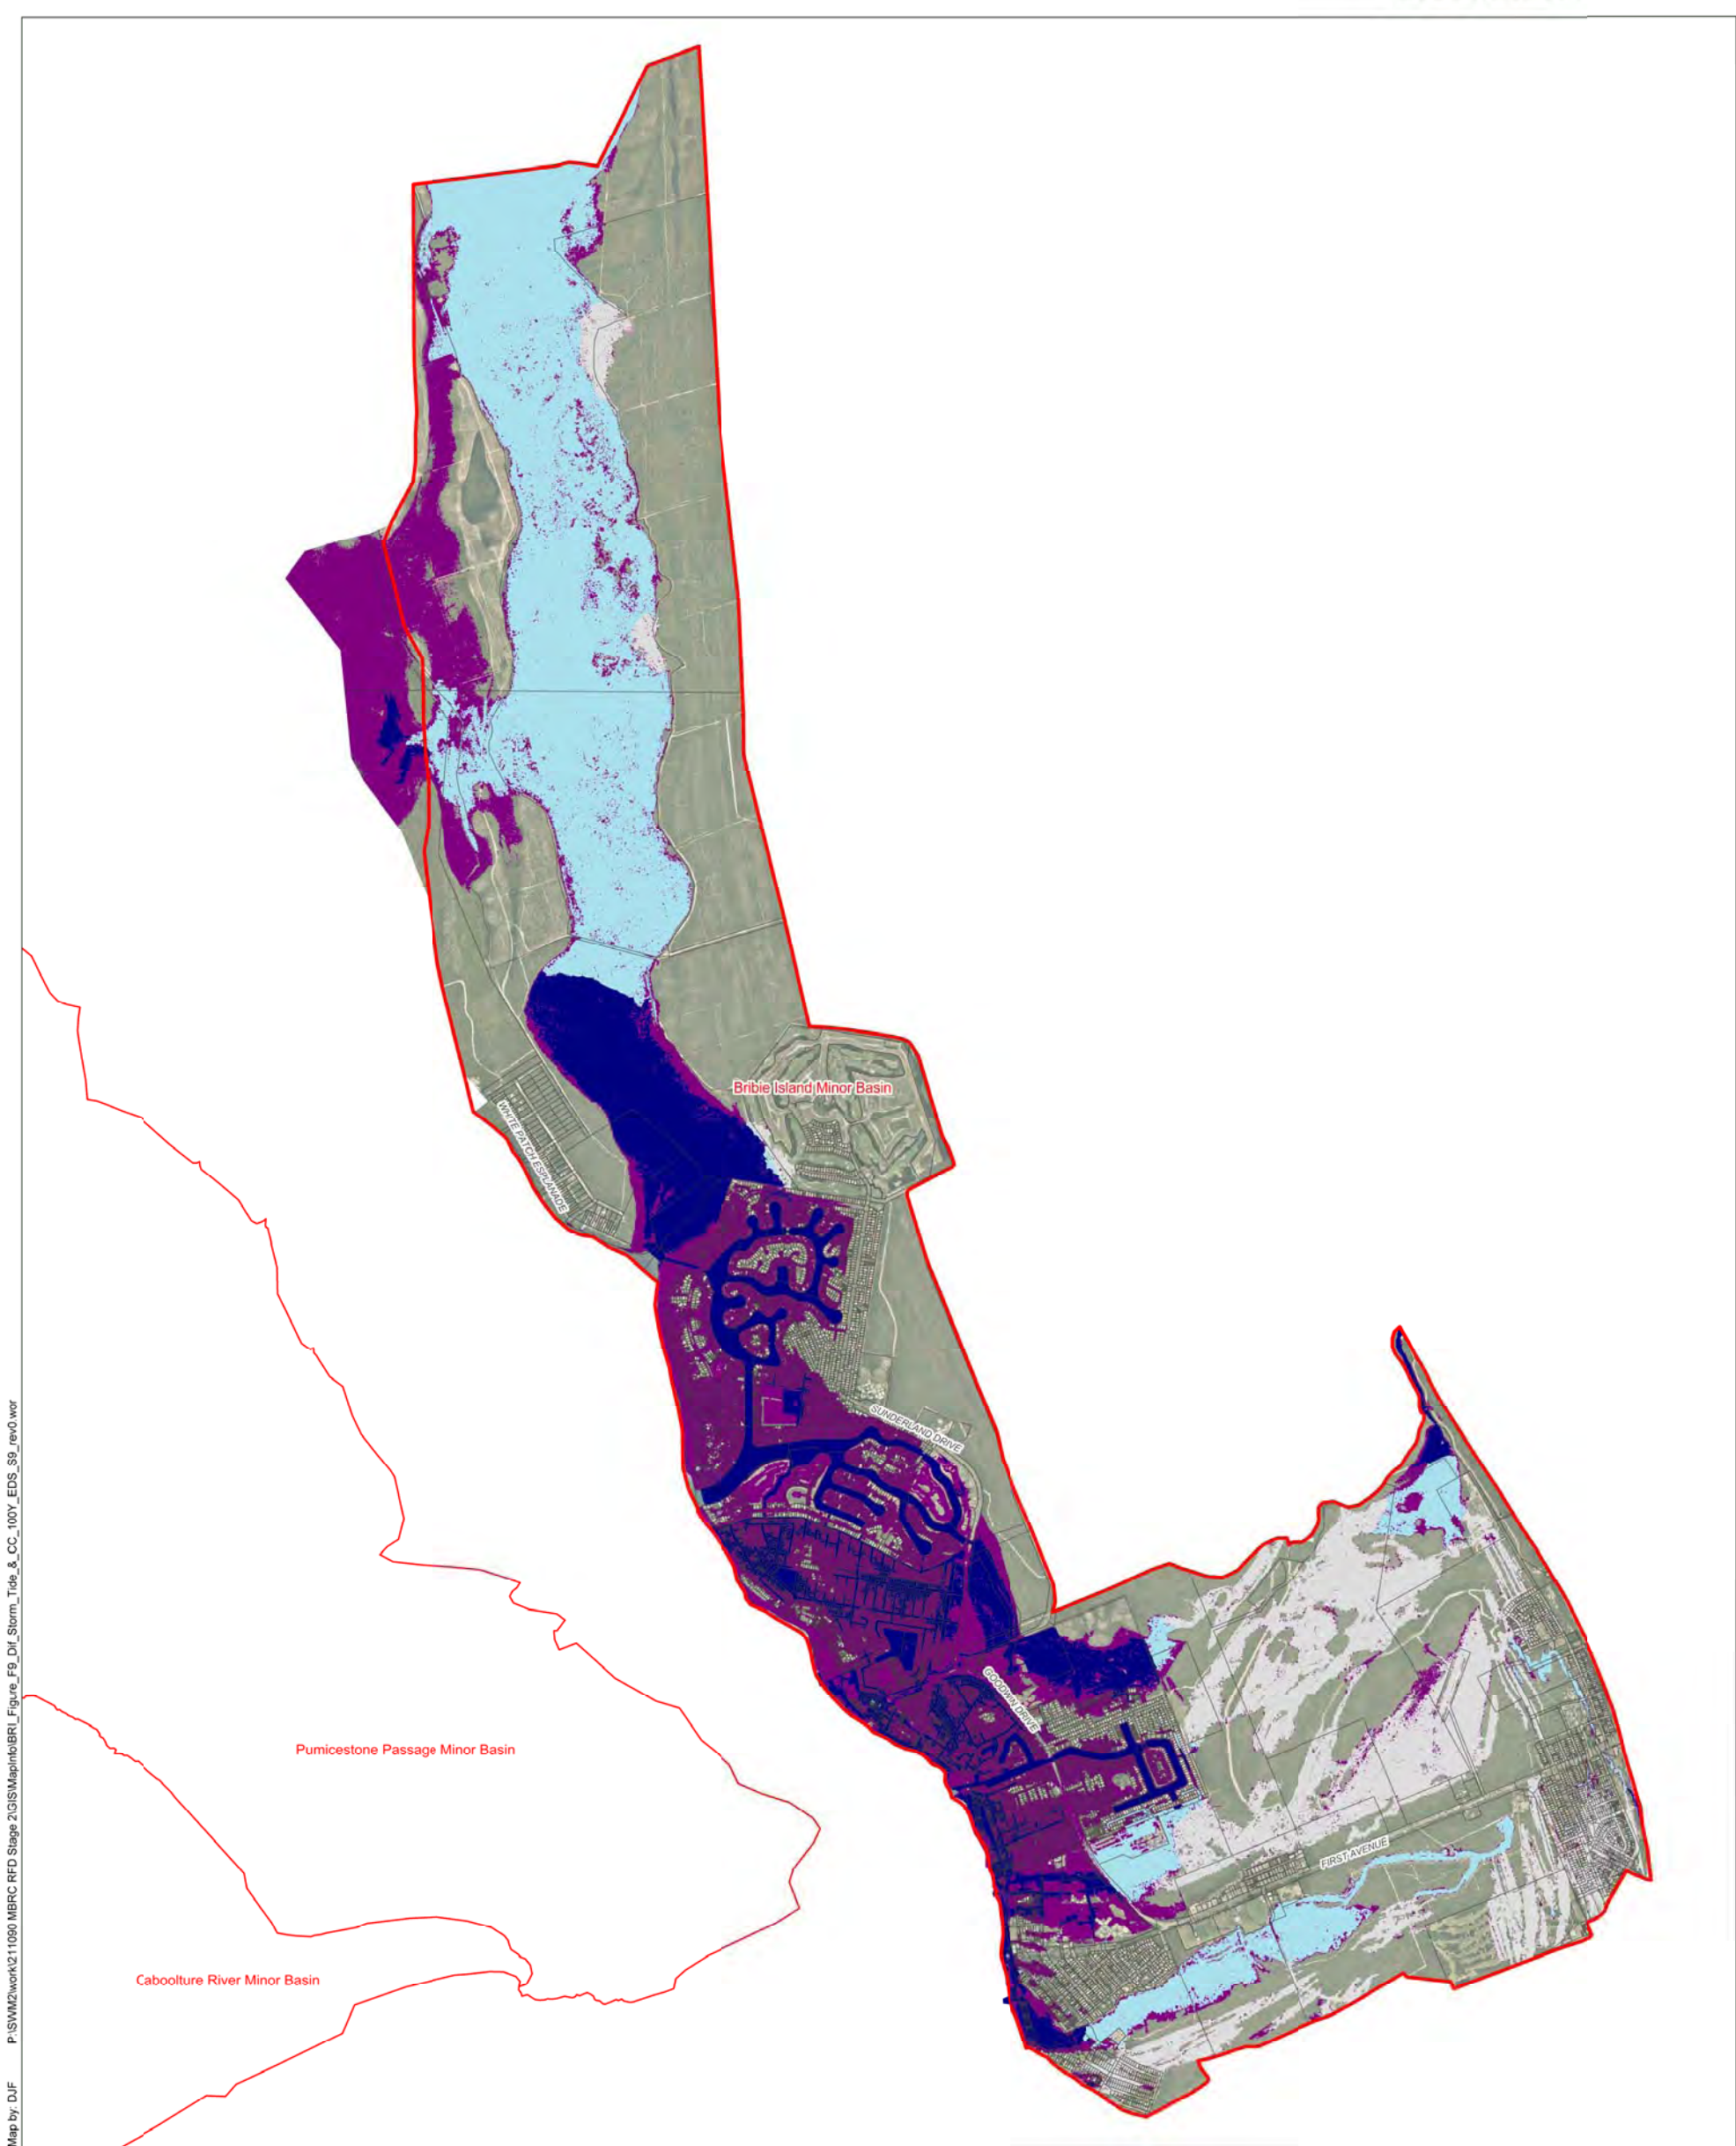 Bribie Island Minor Basin
WHITE PATCH ESPLANADE
SUNDERLAND DRIVE
GOODWIN DRIVE
FIRST AVENUE
Pumicestone Passage Minor Basin
Caboolture River Minor Basin
Map by: DJF P:\SWM2\work\211090 MBRC RFD Stage 2\GIS\MapInfo\BRI_Figure_F9_Dif_Storm_Tide_&_CC_100Y_EDS_S9_rev0.wor